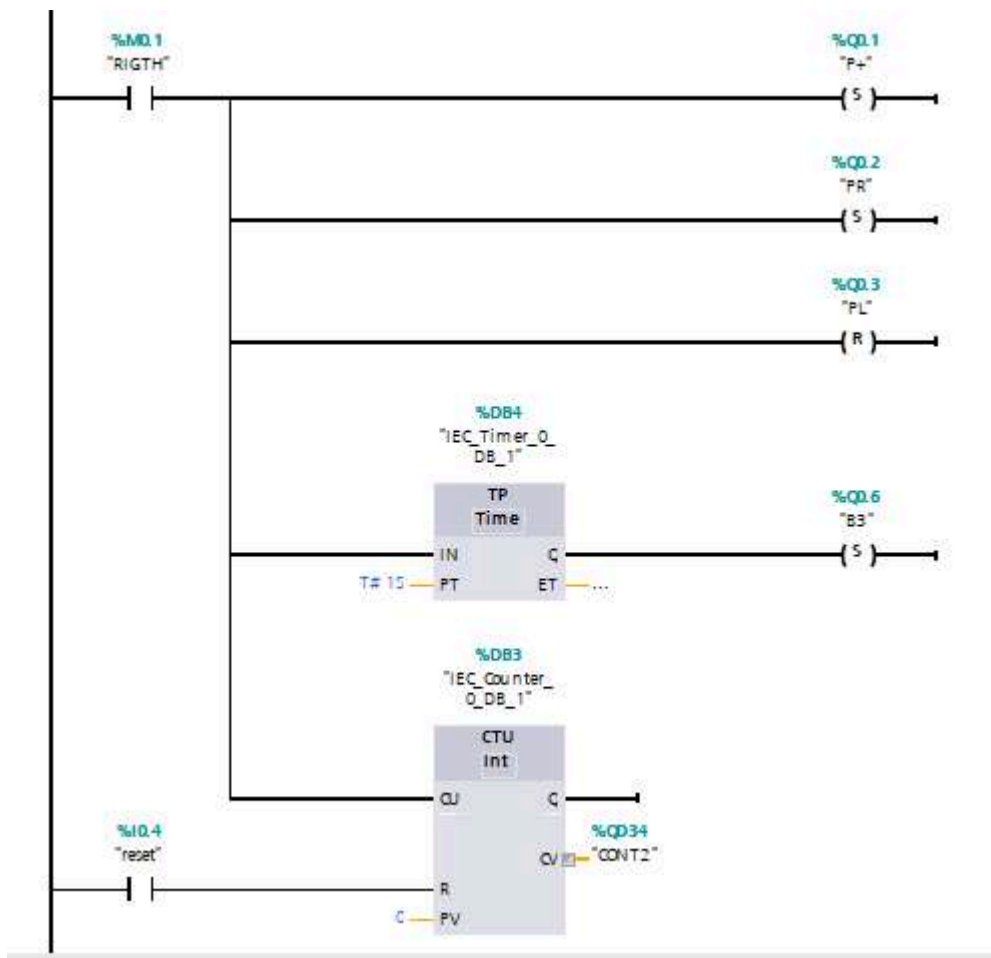 %M0.1
"RIGTH"
%Q0.1
"P+"
S
%Q0.2
"PR"
S
%Q0.3
"PL"
R
%DB4
"IEC_Timer_0_
DB_1"
TP
Time
%Q0.6
"B3"
IN
Q
S
T# 1S
PT
ET
...
%DB3
"IEC_Counter_
0_DB_1"
CTU
Int
CU
Q
%I0.4
"reset"
%QD34
CV
"CONT2"
R
PV